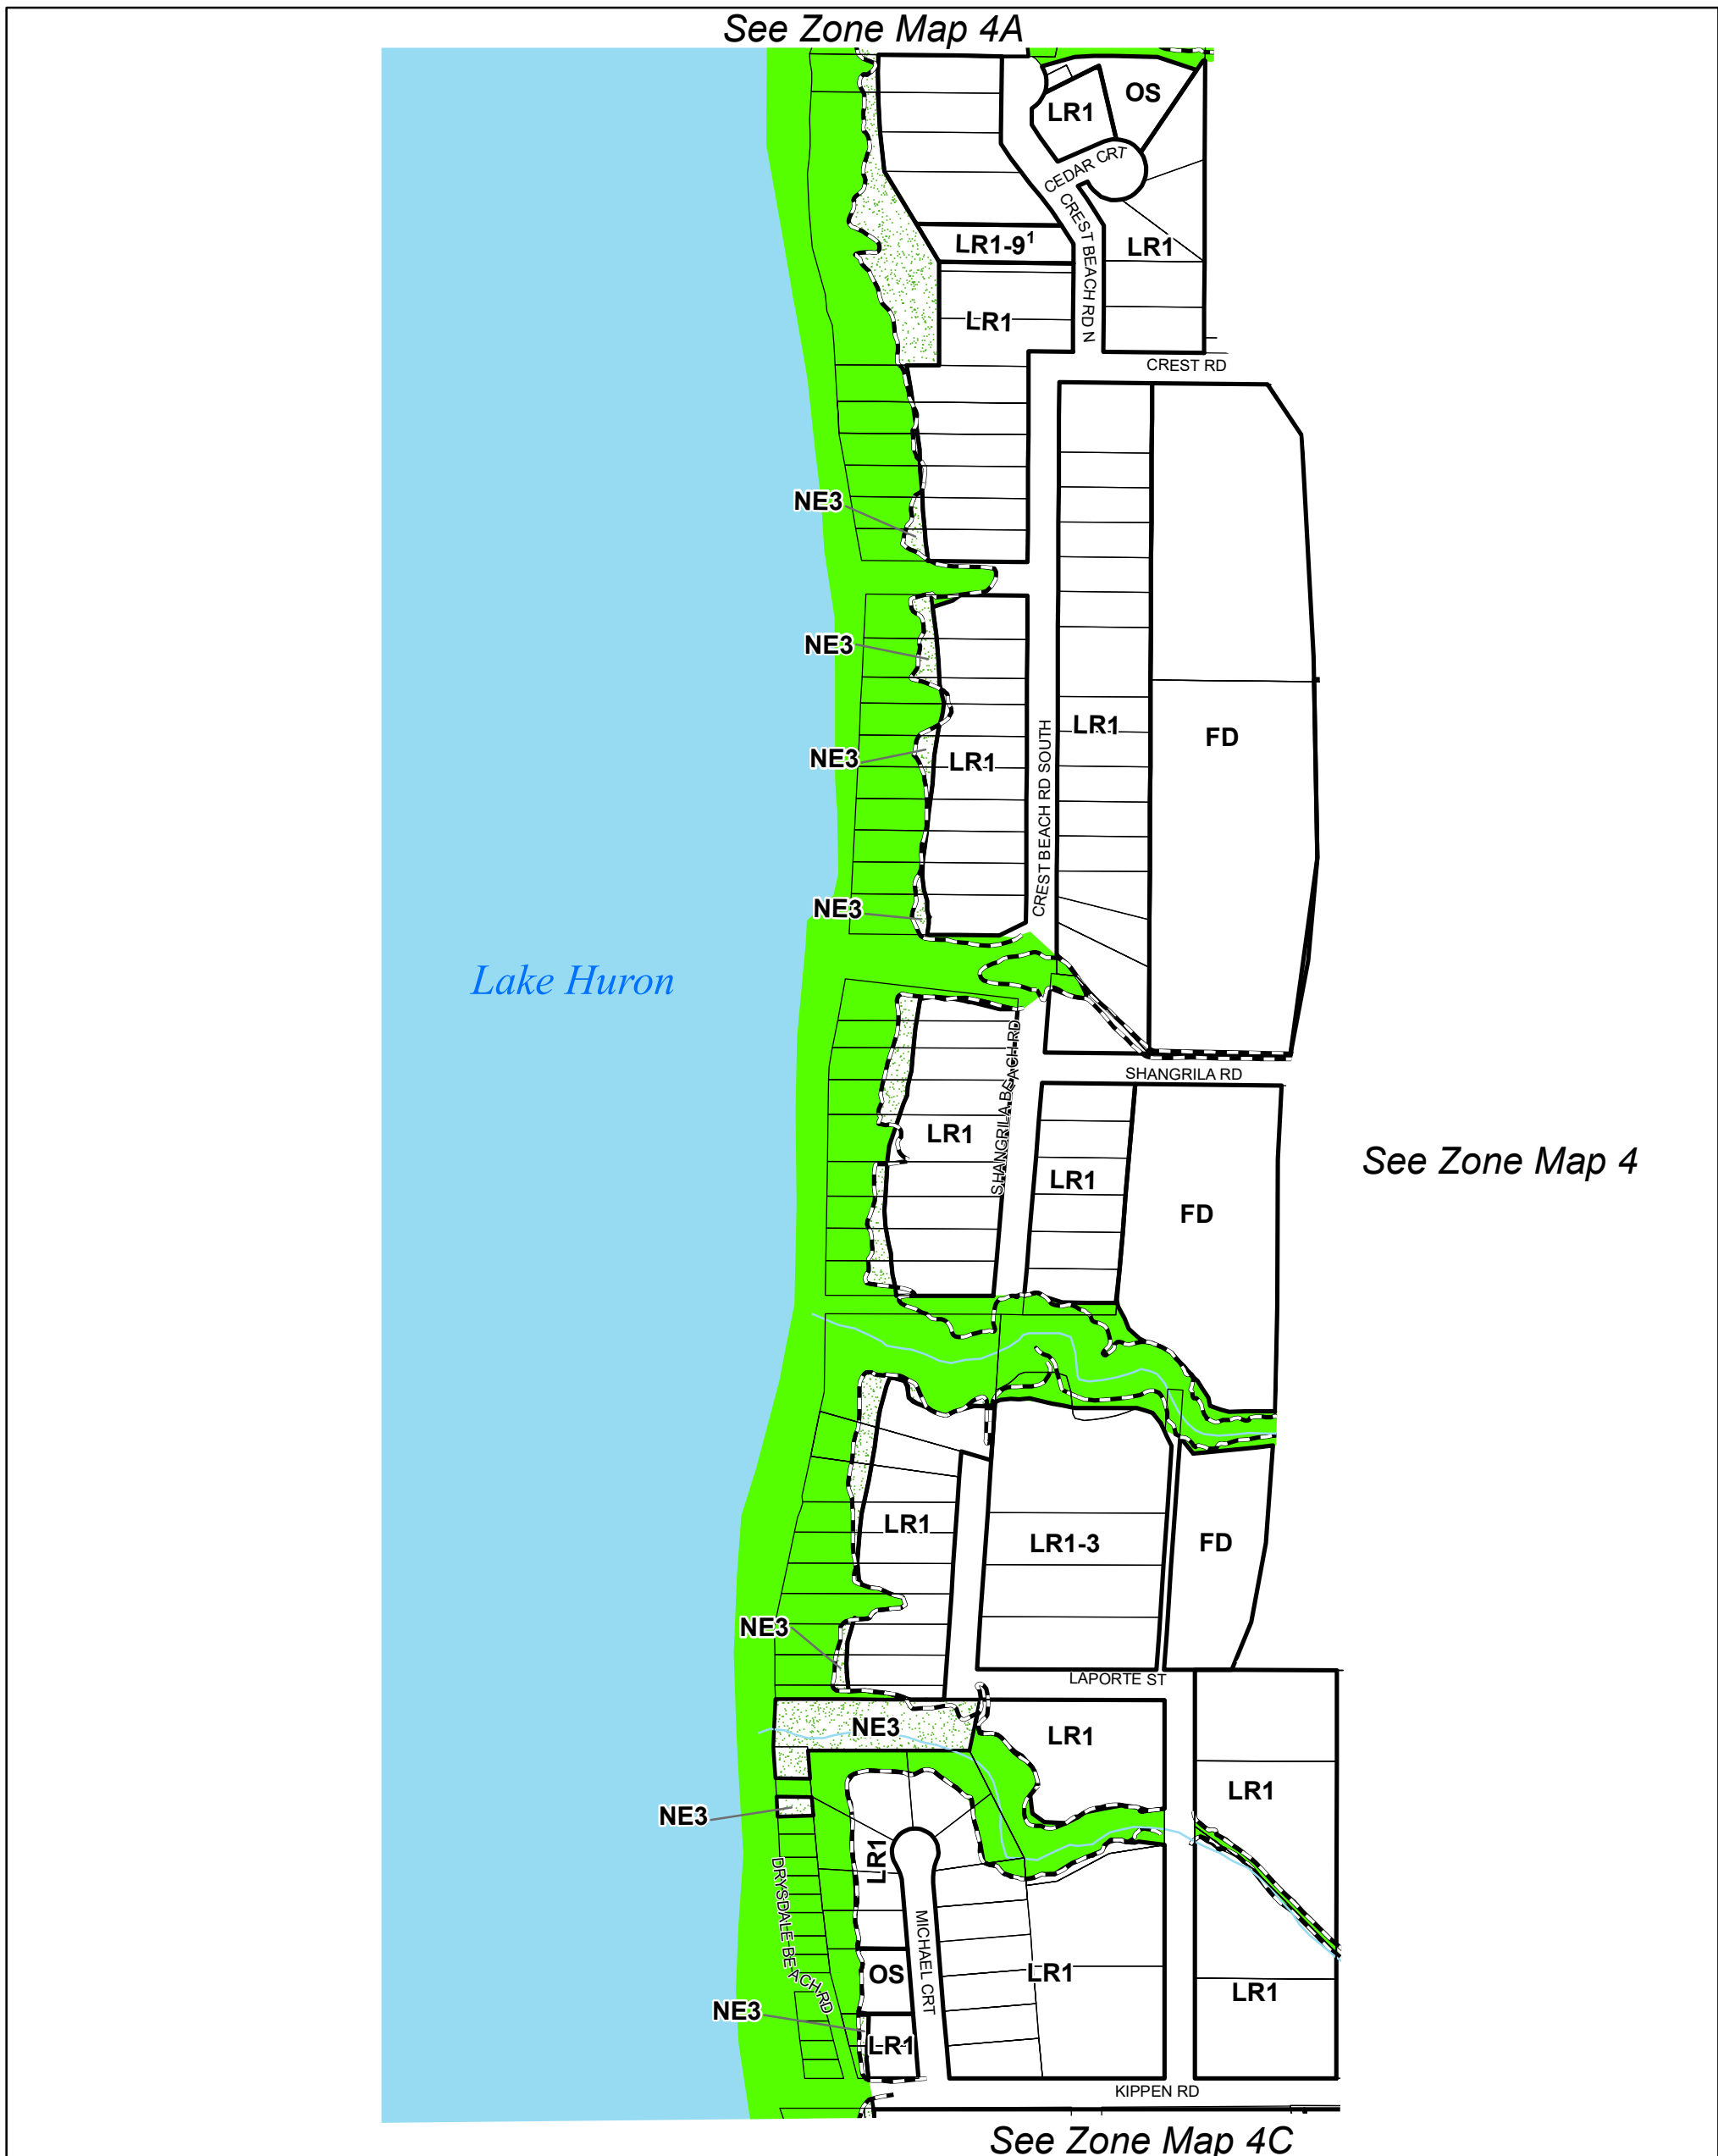 See Zone Map 4A
OS
LR1
CEDAR CRT
CREST BEACH RD N
LR1-9¹
LR1
LR1
CREST RD
NE3
NE3
LR1
FD
NE3
LR1
CREST BEACH RD SOUTH
NE3
Lake Huron
SHANGRILA RD
SHANGRILA BEACH RD
LR1
See Zone Map 4
LR1
FD
LR1
LR1-3
FD
NE3
LAPORTE ST
NE3
LR1
LR1
NE3
LR1
DRYSDALE BEACH RD
MICHAEL CRT
OS
LR1
LR1
NE3
LR1
KIPPEN RD
See Zone Map 4C